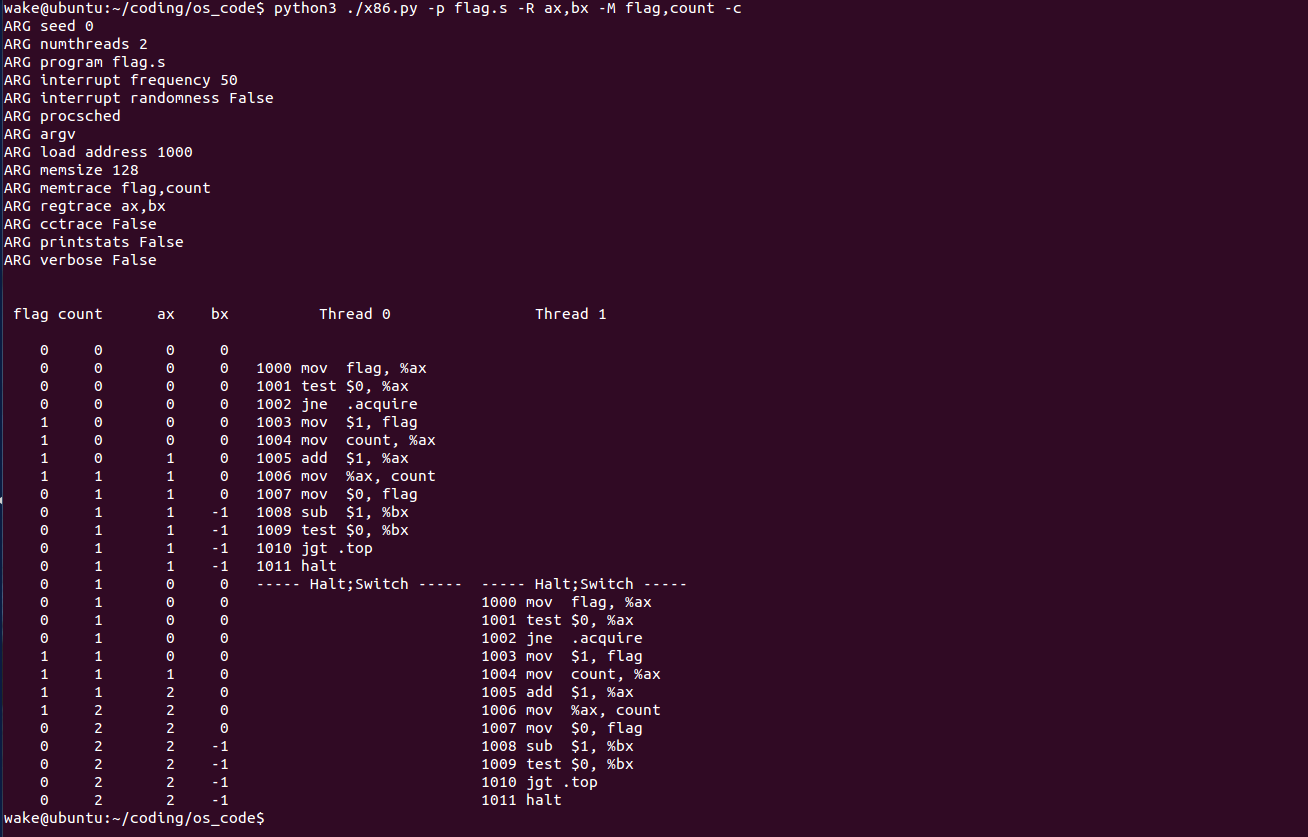 wake@ubuntu:~/coding/os_code$ python3 ./x86.py -p flag.s -R ax,bx -M flag,count -c
ARG seed 0
ARG numthreads 2
ARG program flag.s
ARG interrupt frequency 50
ARG interrupt randomness False
ARG procsched
ARG argv
ARG load address 1000
ARG memsize 128
ARG memtrace flag,count
ARG regtrace ax,bx
ARG cctrace False
ARG printstats False
ARG verbose False
 flag count      ax    bx          Thread 0                Thread 1
    0     0       0     0
    0     0       0     0   1000 mov  flag, %ax
    0     0       0     0   1001 test $0, %ax
    0     0       0     0   1002 jne  .acquire
    1     0       0     0   1003 mov  $1, flag
    1     0       0     0   1004 mov  count, %ax
    1     0       1     0   1005 add  $1, %ax
    1     1       1     0   1006 mov  %ax, count
    0     1       1     0   1007 mov  $0, flag
    0     1       1    -1   1008 sub  $1, %bx
    0     1       1    -1   1009 test $0, %bx
    0     1       1    -1   1010 jgt .top
    0     1       1    -1   1011 halt
    0     1       0     0   ----- Halt;Switch -----  ----- Halt;Switch -----
    0     1       0     0                            1000 mov  flag, %ax
    0     1       0     0                            1001 test $0, %ax
    0     1       0     0                            1002 jne  .acquire
    1     1       0     0                            1003 mov  $1, flag
    1     1       1     0                            1004 mov  count, %ax
    1     1       2     0                            1005 add  $1, %ax
    1     2       2     0                            1006 mov  %ax, count
    0     2       2     0                            1007 mov  $0, flag
    0     2       2    -1                            1008 sub  $1, %bx
    0     2       2    -1                            1009 test $0, %bx
    0     2       2    -1                            1010 jgt .top
    0     2       2    -1                            1011 halt
wake@ubuntu:~/coding/os_code$